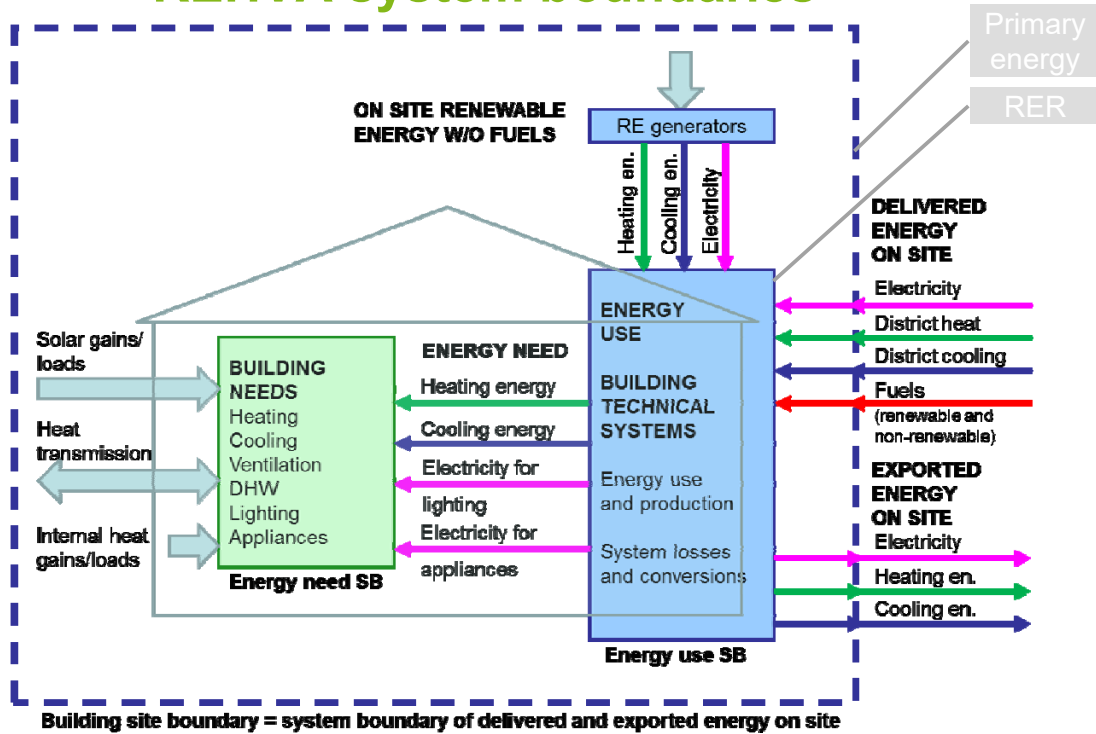 system boundaries
Primary
energy
RER
ON SITE RENEWABLE
ENERGY W/O FUELS
RE generators
Heating en.
Cooling en.
Electricity
DELIVERED
ENERGY
ON SITE
Electricity
District heat
District cooling
Fuels
(renewable and
non-renewable)
EXPORTED
ENERGY
ON SITE
Electricity
Heating en.
Cooling en.
ENERGY
USE
BUILDING
TECHNICAL
SYSTEMS
Energy use
and production
System losses
and conversions
Energy use SB
ENERGY NEED
Heating energy
Cooling energy
Electricity for
lighting
Electricity for
appliances
Solar gains/
loads
Heat
transmission
Internal heat
gains/loads
BUILDING
NEEDS
Heating
Cooling
Ventilation
DHW
Lighting
Appliances
Energy need SB
Building site boundary = system boundary of delivered and exported energy on site